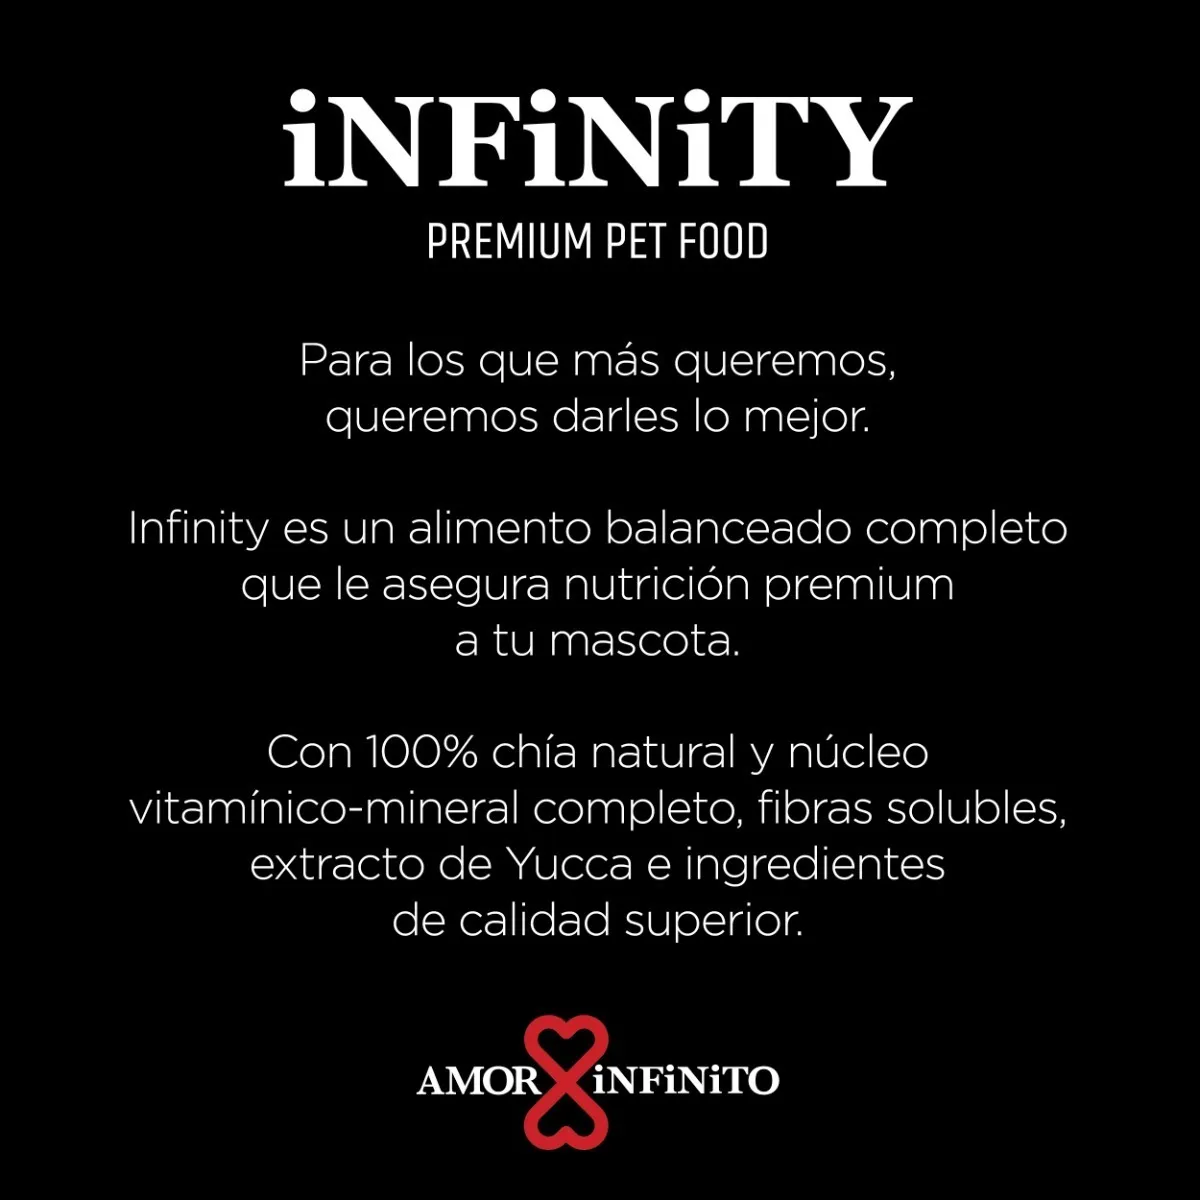 iNFiNiTY
PREMIUM PET FOOD
Para los que más queremos,
queremos darles lo mejor.
Infinity es un alimento balanceado completo
que le asegura nutrición premium
a tu mascota.
Con 100% chía natural y núcleo
vitamínico-mineral completo, fibras solubles,
extracto de Yucca e ingredientes
de calidad superior.
AMOR iNFiNiTO